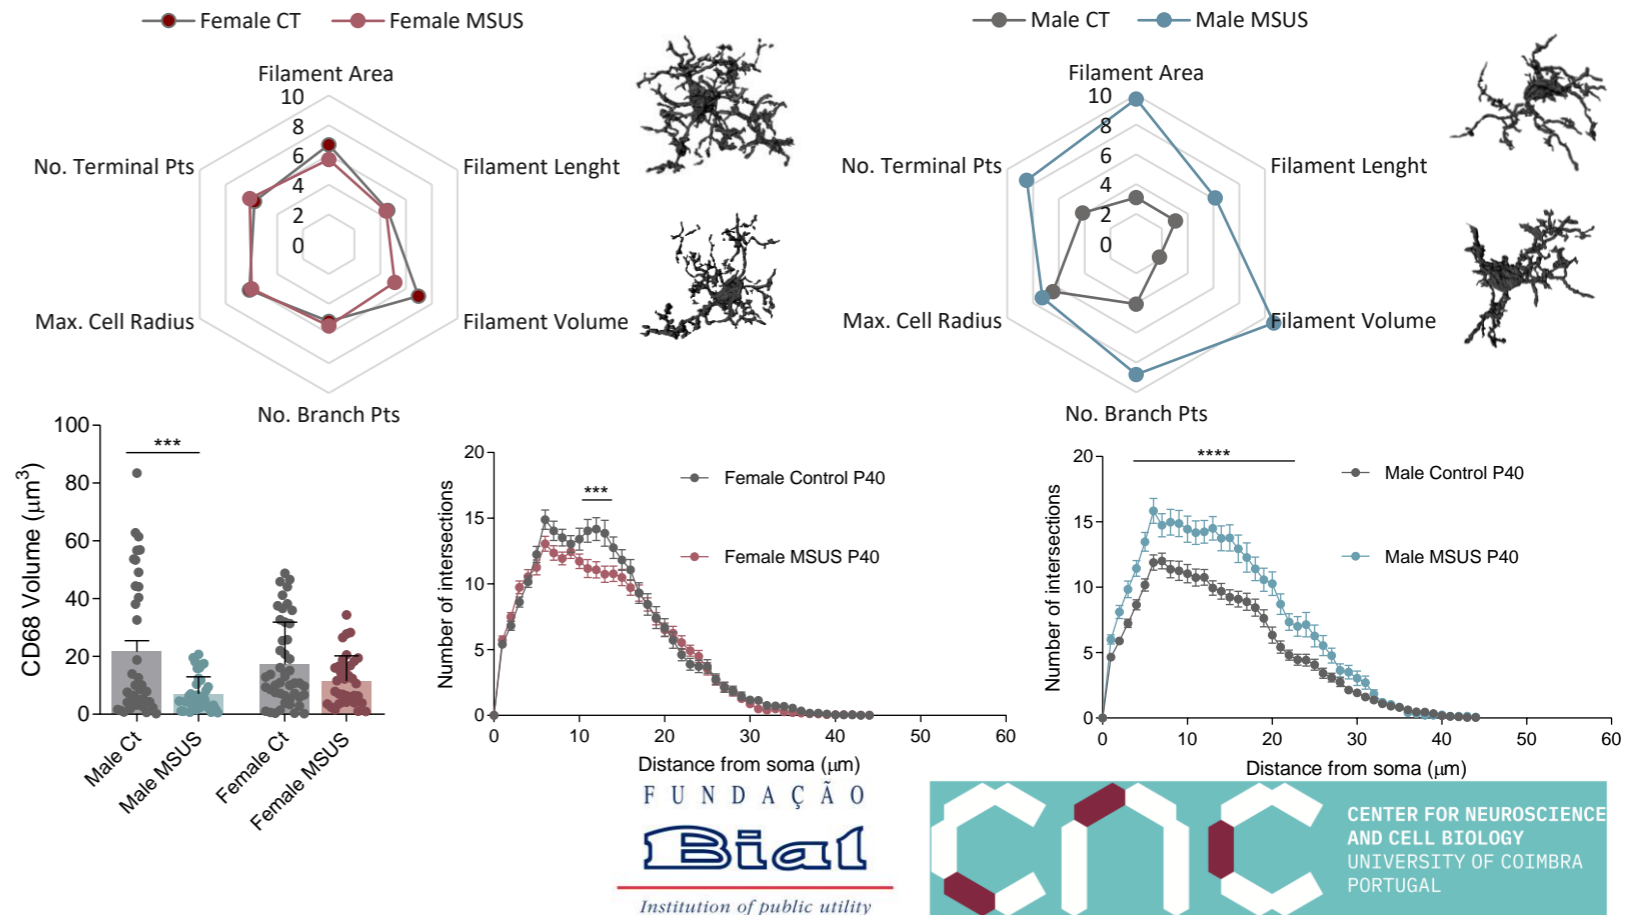 Female CT
Female MSUS
Male CT
Male MSUS
Filament Area
10
8
6
4
2
0
No. Terminal Pts
Filament Lenght
Max. Cell Radius
Filament Volume
No. Branch Pts
Filament Area
10
8
6
4
2
0
No. Terminal Pts
Filament Lenght
Max. Cell Radius
Filament Volume
No. Branch Pts
CD68 Volume (μm³)
100
80
60
40
20
0
***
Male Ct
Male MSUS
Female Ct
Female MSUS
Number of intersections
20
15
10
5
0
***
Female Control P40
Female MSUS P40
0 10 20 30 40 50 60
Distance from soma (μm)
Number of intersections
20
15
10
5
0
****
Male Control P40
Male MSUS P40
0 10 20 30 40 50 60
Distance from soma (μm)
FUNDAÇÃO
Bial
Institution of public utility
cnc
CENTER FOR NEUROSCIENCE
AND CELL BIOLOGY
UNIVERSITY OF COIMBRA
PORTUGAL